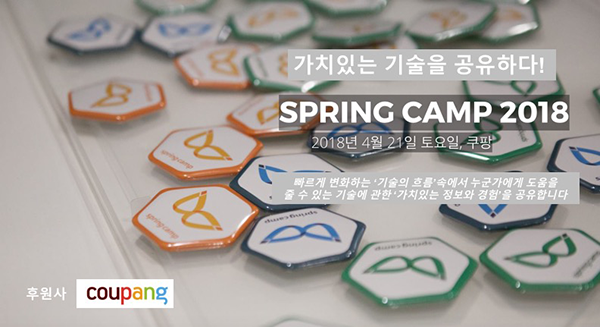 가치있는 기술을 공유하다!
SPRING CAMP 2018
2018년 4월 21일 토요일, 쿠팡
빠르게 변화하는 '기술의 흐름'속에서 누군가에게 도움을
줄 수 있는 기술에 관한 '가치있는 정보와 경험'을 공유합니다
spring camp
후원사 coupang